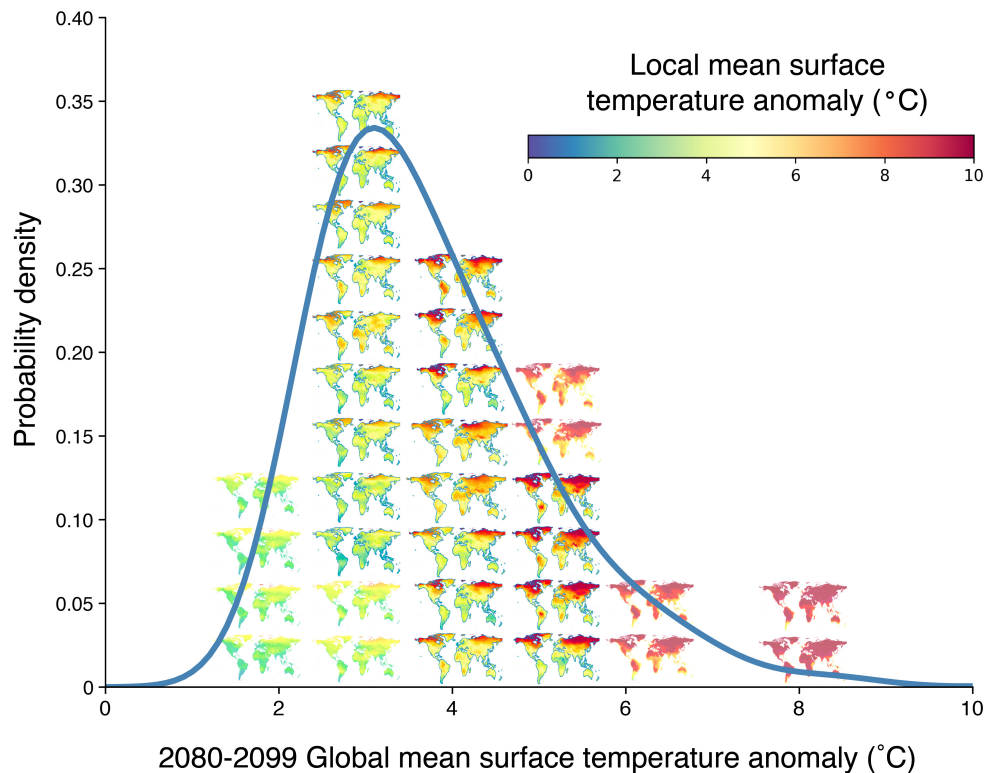 0.40
0.35
0.30
0.25
0.20
0.15
0.10
0.05
0
Probability density
Local mean surface
temperature anomaly (°C)
0 2 4 6 8 10
0 2 4 6 8 10
2080-2099 Global mean surface temperature anomaly (˚C)